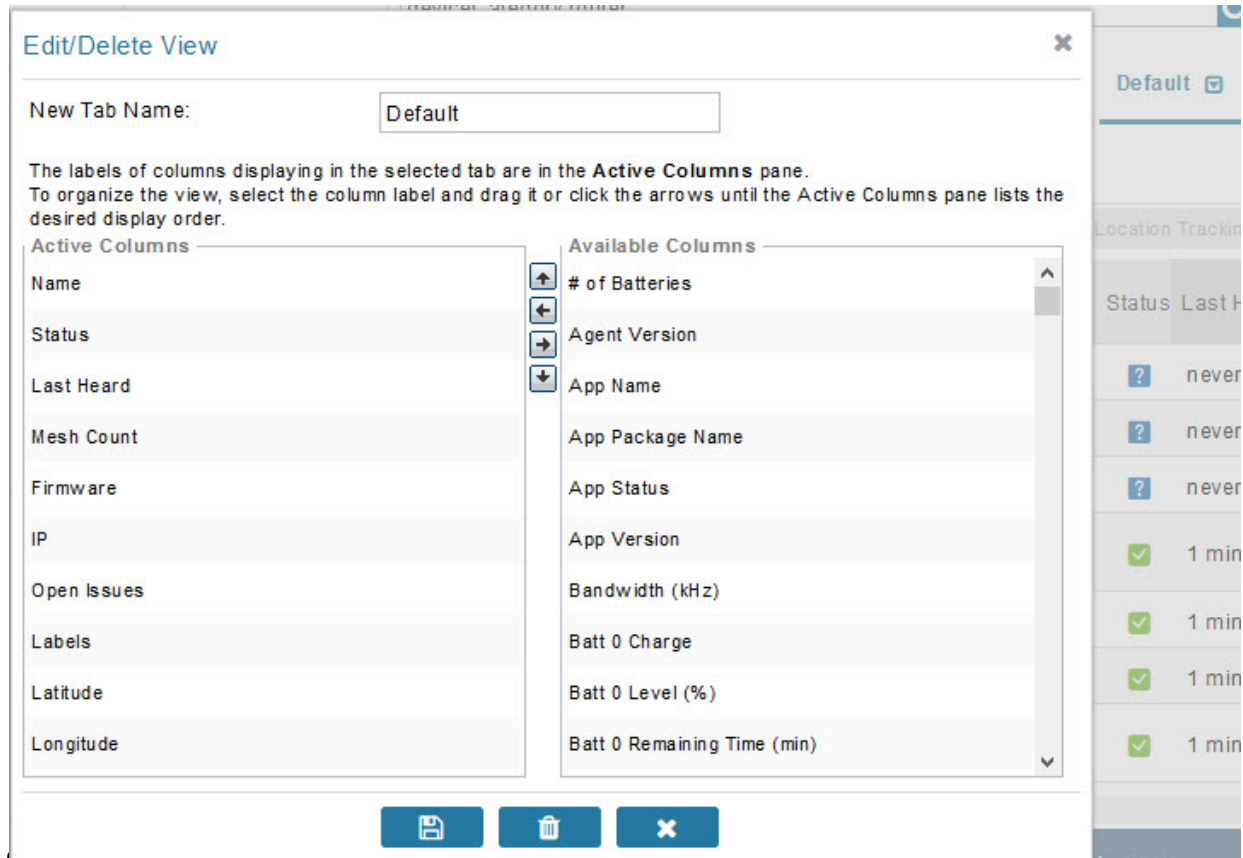 Edit/Delete View
New Tab Name:
Default
The labels of columns displaying in the selected tab are in the Active Columns pane.
To organize the view, select the column label and drag it or click the arrows until the Active Columns pane lists the
desired display order.
Active Columns
Name
Status
Last Heard
Mesh Count
Firmware
IP
Open Issues
Labels
Latitude
Longitude
Available Columns
# of Batteries
Agent Version
App Name
App Package Name
App Status
App Version
Bandwidth (kHz)
Batt 0 Charge
Batt 0 Level (%)
Batt 0 Remaining Time (min)
Default
Location Trackin
Status Last H
? never
? never
? never
1 min
1 min
1 min
1 min